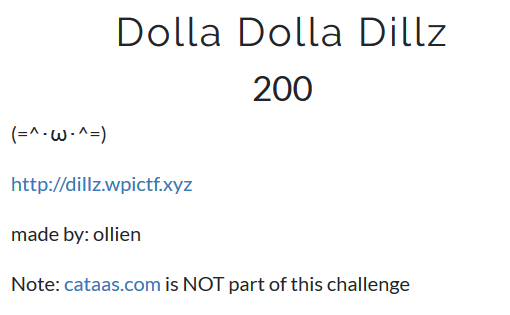 Dolla Dolla Dillz
200
(=^･ω･^=)
http://dillz.wpictf.xyz
made by: ollien
Note: cataas.com is NOT part of this challenge